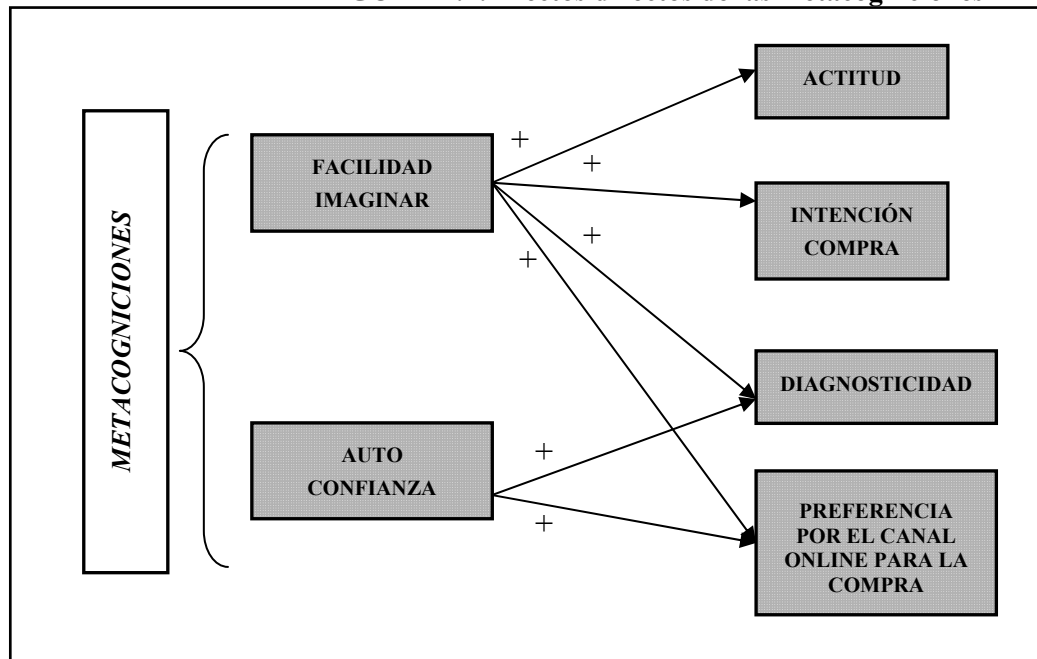 METACOGNICIONES
FACILIDAD
IMAGINAR
AUTO
CONFIANZA
+
+
+
+
+
+
ACTITUD
INTENCIÓN
COMPRA
DIAGNOSTICIDAD
PREFERENCIA
POR EL CANAL
ONLINE PARA LA
COMPRA